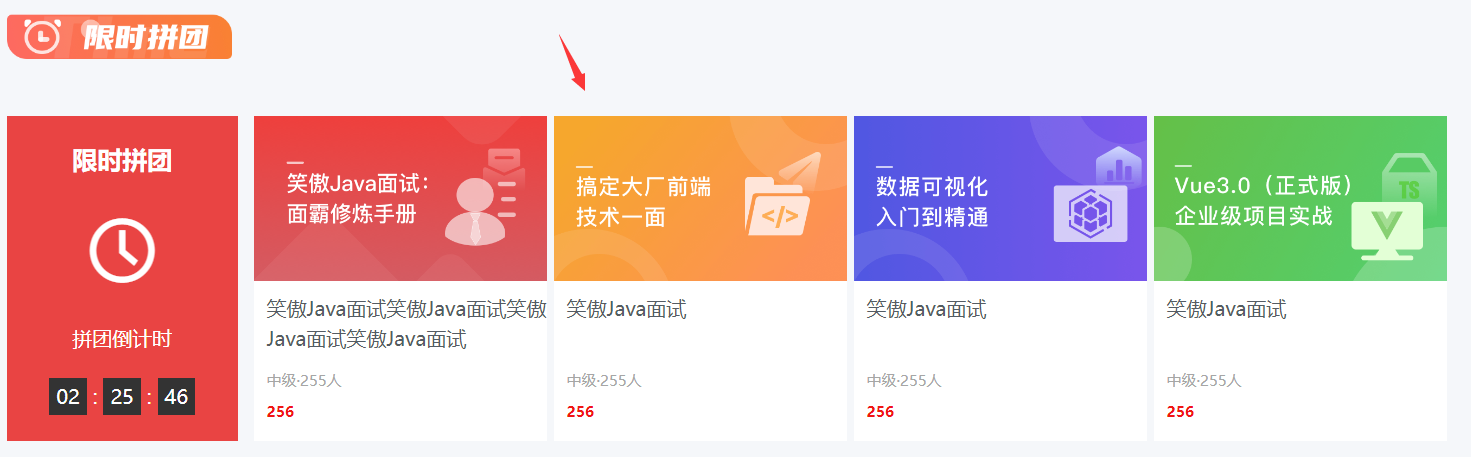 限时拼团
限时拼团
拼团倒计时
02 : 25 : 46
笑傲Java面试：
面霸修炼手册
笑傲Java面试笑傲Java面试笑傲
Java面试笑傲Java面试
中级·255人
256
搞定大厂前端
技术一面
</>
笑傲Java面试
中级·255人
256
数据可视化
入门到精通
笑傲Java面试
中级·255人
256
Vue3.0（正式版）
企业级项目实战
TS
笑傲Java面试
中级·255人
256